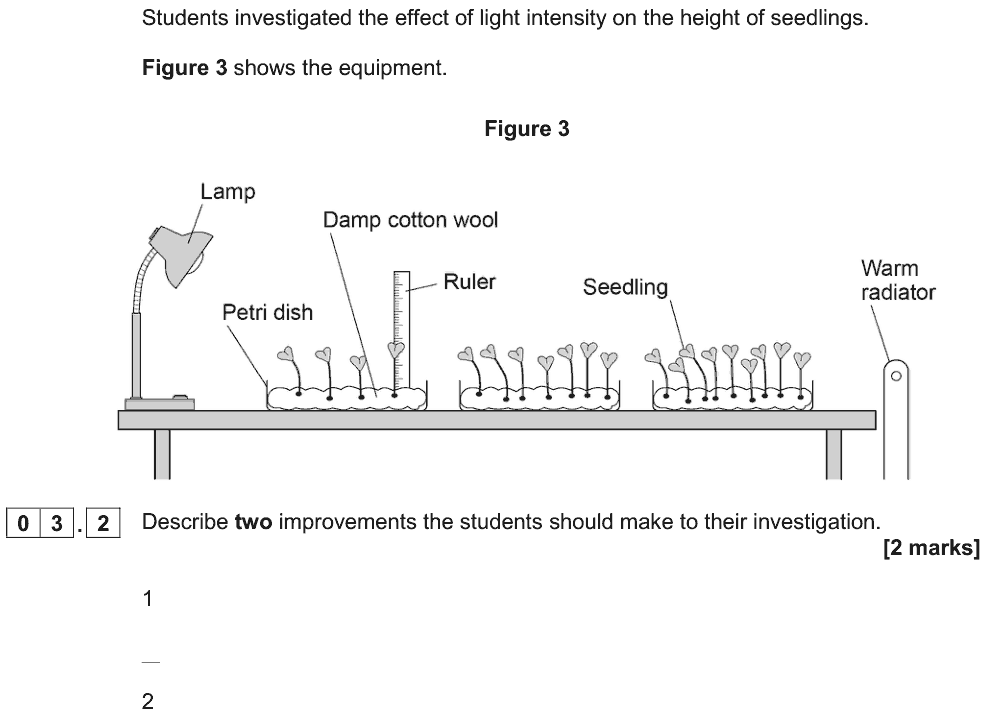 Students investigated the effect of light intensity on the height of seedlings.
Figure 3 shows the equipment.
Figure 3
Lamp
Damp cotton wool
Ruler
Seedling
Warm
radiator
Petri dish
0 3 . 2 Describe two improvements the students should make to their investigation.
[2 marks]
1
2